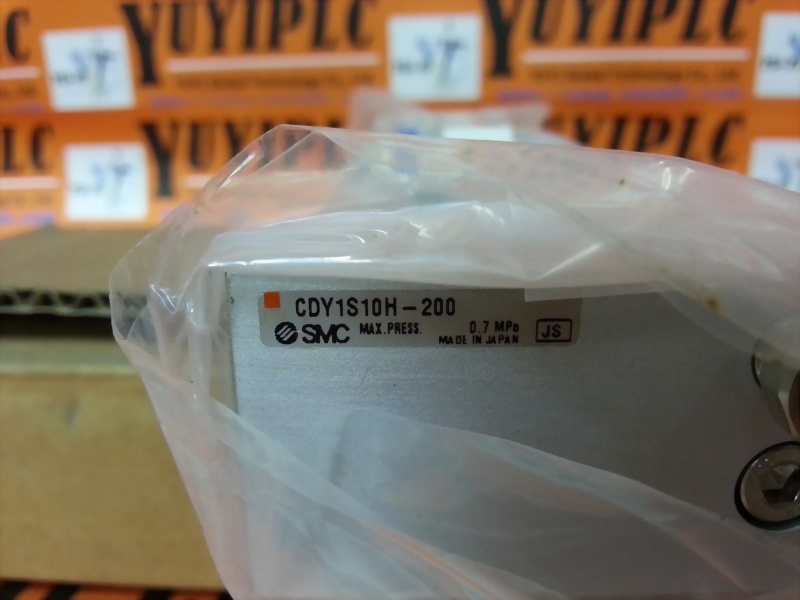 YUYIPLC
YUYIPLC
CDY1S10H-200
SMC MAX.PRESS. 0.7 MPa
MADE IN JAPAN JS